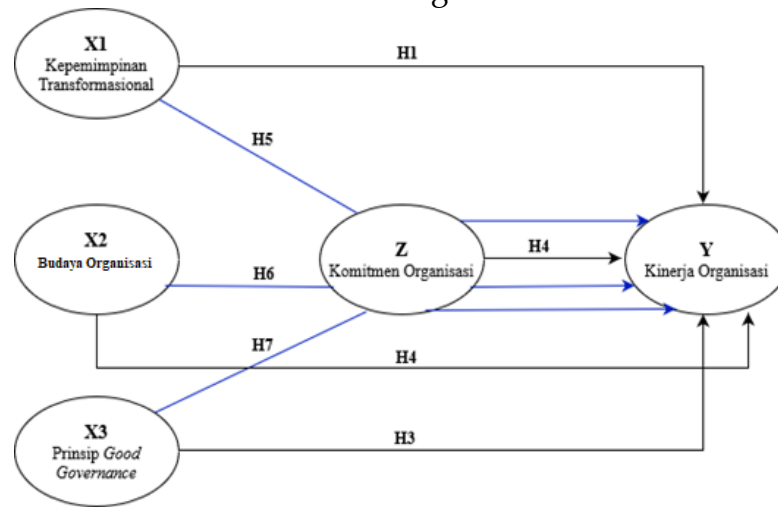 X1
Kepemimpinan
Transformasional
H1
H5
X2
Budaya Organisasi
H6
Z
Komitmen Organisasi
H4
Y
Kinerja Organisasi
H7
H4
X3
Prinsip Good
Governance
H3